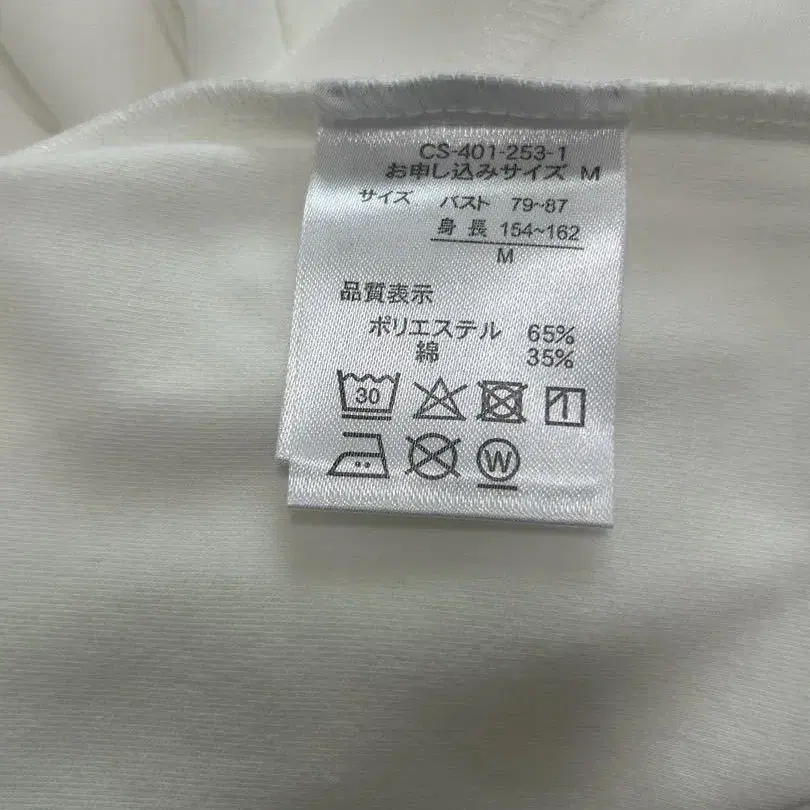 CS-401-253-1
お申し込みサイズ M
サイズ バスト 79~87
身長 154~162
M
品質表示
ポリエステル 65%
綿 35%
30
W